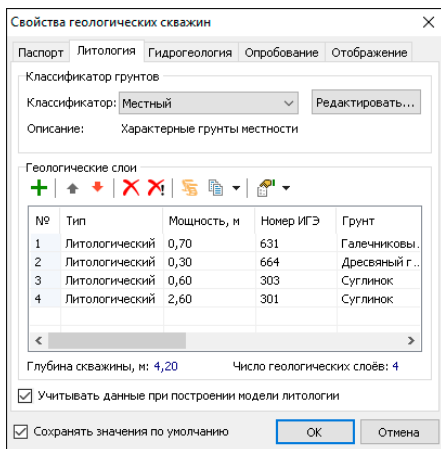 Свойства геологических скважин
Паспорт Литология Гидрогеология Опробование Отображение
Классификатор грунтов
Классификатор: Местный Редактировать...
Описание: Характерные грунты местности
Геологические слои
№ Тип Мощность, м Номер ИГЭ Грунт
1 Литологический 0,70 631 Галечниковы..
2 Литологический 0,30 664 Дресвяный г..
3 Литологический 0,60 303 Суглинок
4 Литологический 2,60 301 Суглинок
Глубина скважины, м: 4,20 Число геологических слоёв: 4
Учитывать данные при построении модели литологии
Сохранять значения по умолчанию ОК Отмена